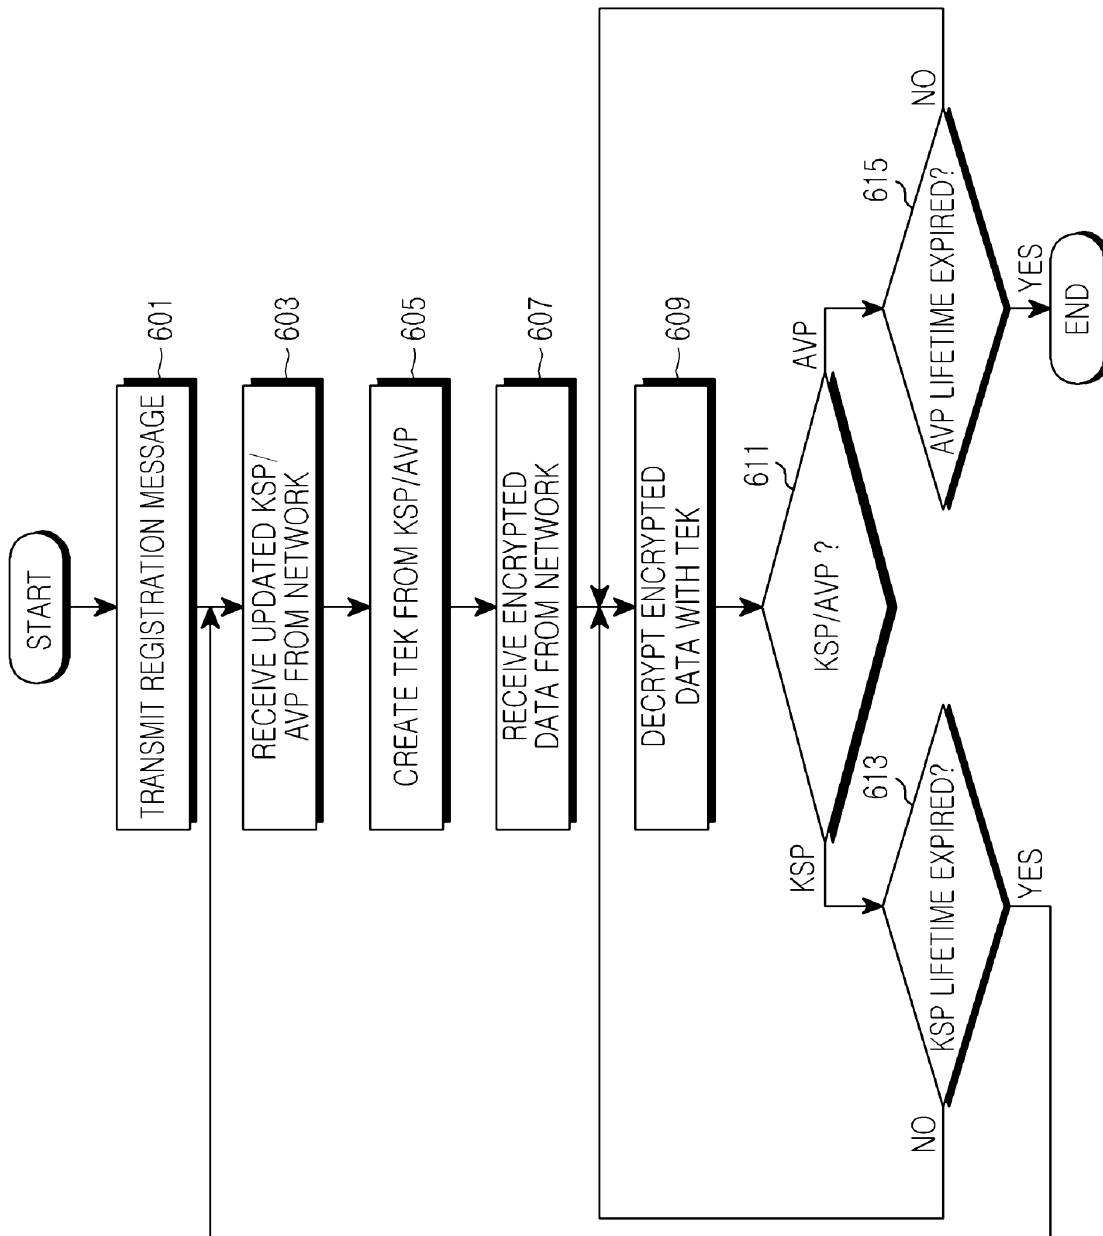 START
TRANSMIT REGISTRATION MESSAGE
601
RECEIVE UPDATED KSP/
AVP FROM NETWORK
603
CREATE TEK FROM KSP/AVP
605
RECEIVE ENCRYPTED
DATA FROM NETWORK
607
DECRYPT ENCRYPTED
DATA WITH TEK
609
KSP/AVP ?
611
KSP
AVP
KSP LIFETIME EXPIRED?
613
NO
YES
AVP LIFETIME EXPIRED?
615
NO
YES
END